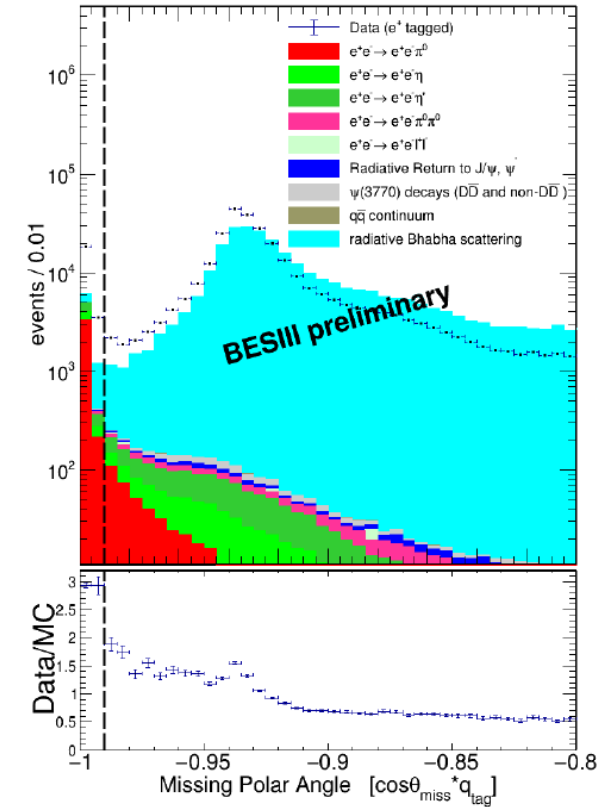 Data (e⁺ tagged)
e⁺e⁻→ e⁺e⁻π⁰
e⁺e⁻→ e⁺e⁻η
e⁺e⁻→ e⁺e⁻η'
e⁺e⁻→ e⁺e⁻π⁰π⁰
e⁺e⁻→ e⁺e⁻l⁺l⁻
Radiative Return to J/ψ, ψ'
ψ(3770) decays (DD̅ and non-DD̅ )
qq̅ continuum
radiative Bhabha scattering
10⁶
10⁵
10⁴
10³
10²
events / 0.01
BESIII preliminary
3
2.5
2
1.5
1
0.5
0
Data/MC
−1 −0.95 −0.9 −0.85 −0.8
Missing Polar Angle [cosθmiss*qtag]